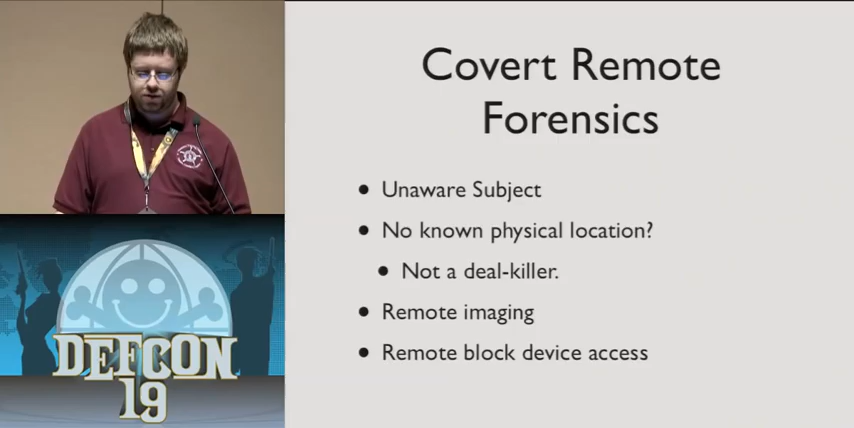 Covert Remote
Forensics
• Unaware Subject
• No known physical location?
• Not a deal-killer.
• Remote imaging
• Remote block device access
DEFCON
19